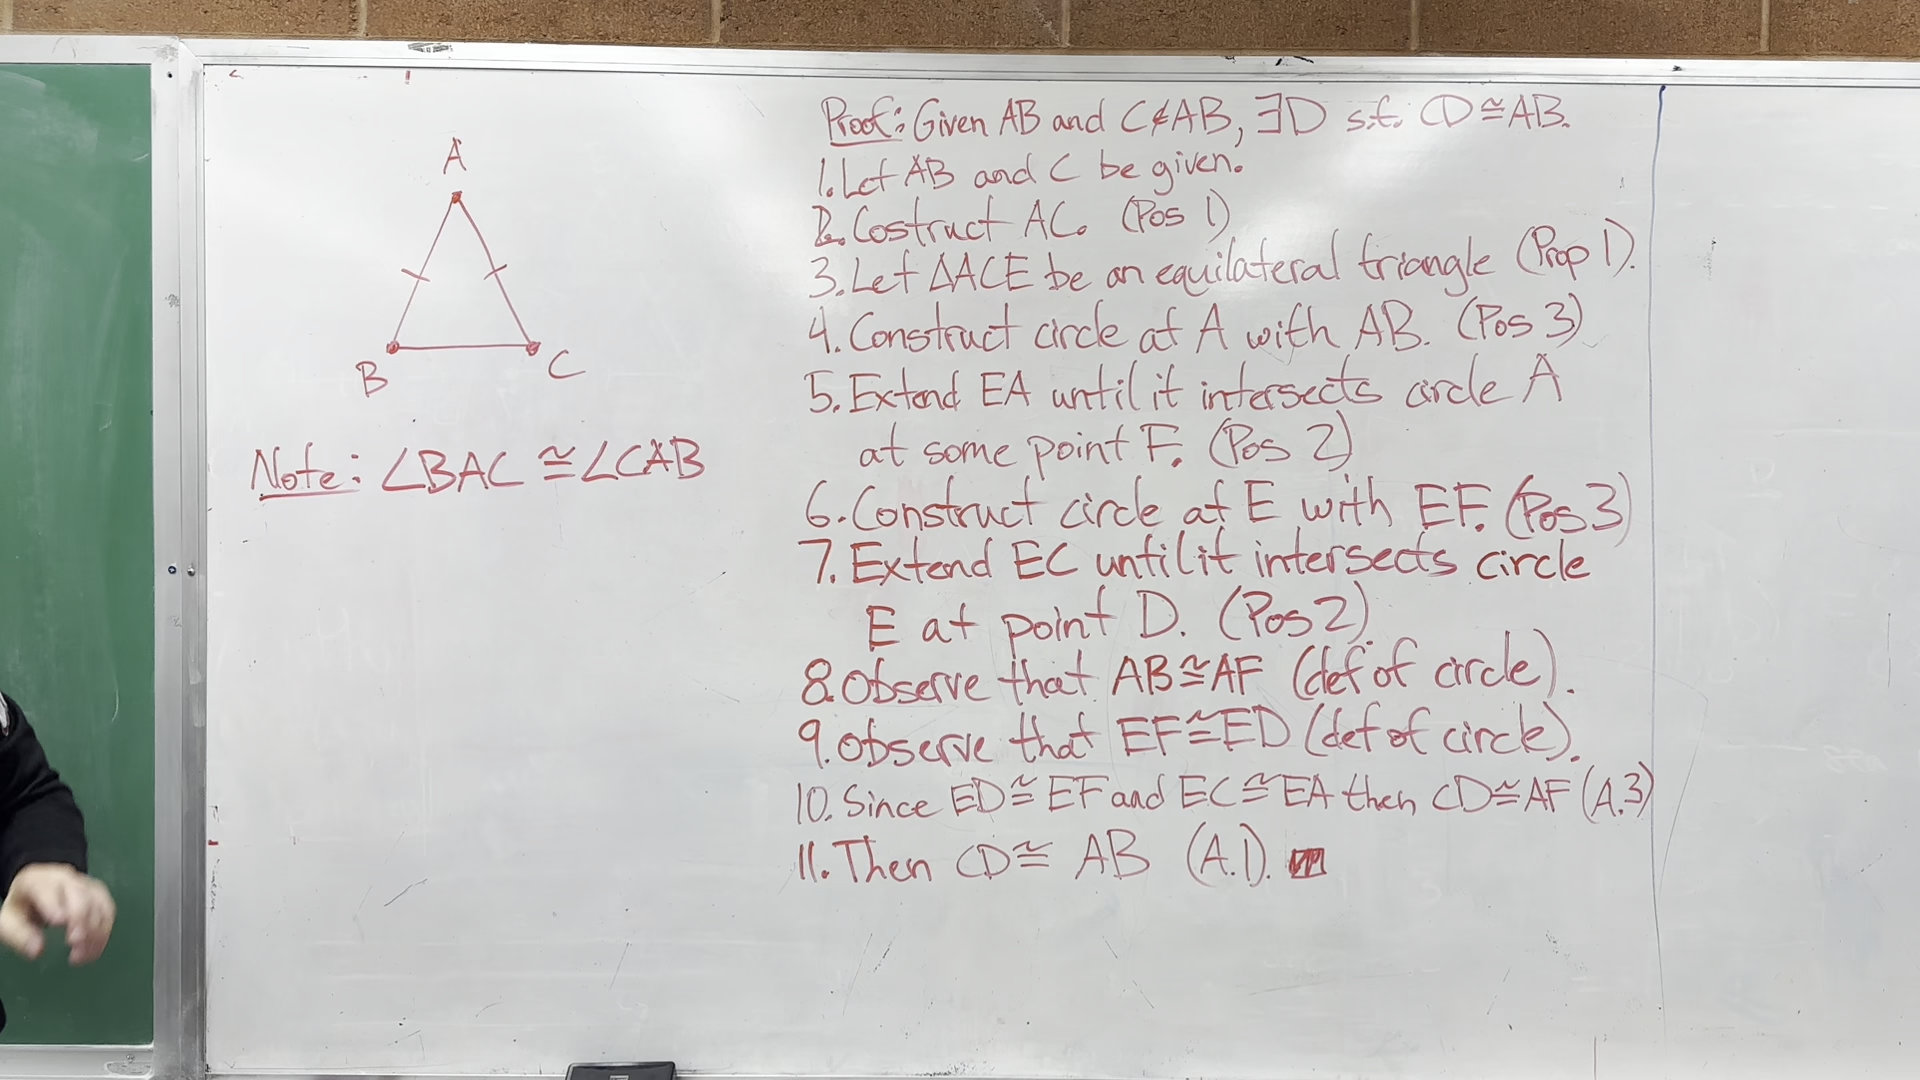 A
B
C
Note: ∠BAC ≅ ∠CAB
Proof: Given AB and C∉AB, ∃D s.t. CD≅AB.
1. Let AB and C be given.
2. Costruct AC. (Pos 1)
3. Let ΔACE be an equilateral triangle (Prop 1).
4. Construct circle at A with AB. (Pos 3)
5. Extend EA until it intersects circle A
at some point F. (Pos 2)
6. Construct circle at E with EF. (Pos 3)
7. Extend EC until it intersects circle
E at point D. (Pos 2).
8. Observe that AB≅AF (def of circle).
9. Observe that EF≅ED (def of circle).
10. Since ED≅EF and EC≅EA then CD≅AF (A.3)
11. Then CD≅ AB (A.1).